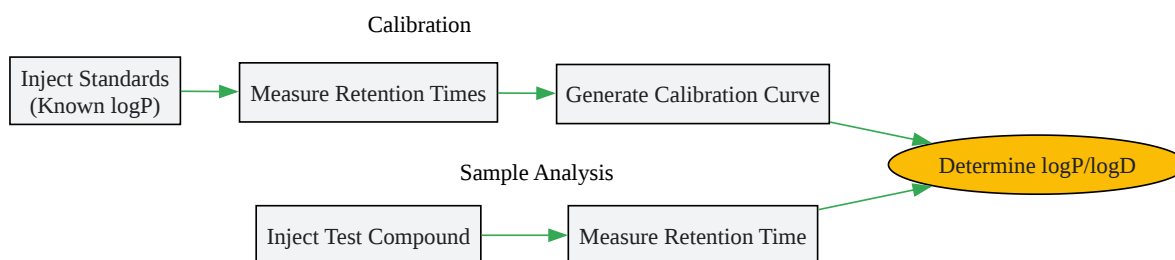 Calibration
Inject Standards
(Known logP)
Measure Retention Times
Generate Calibration Curve
Determine logP/logD
Sample Analysis
Inject Test Compound
Measure Retention Time